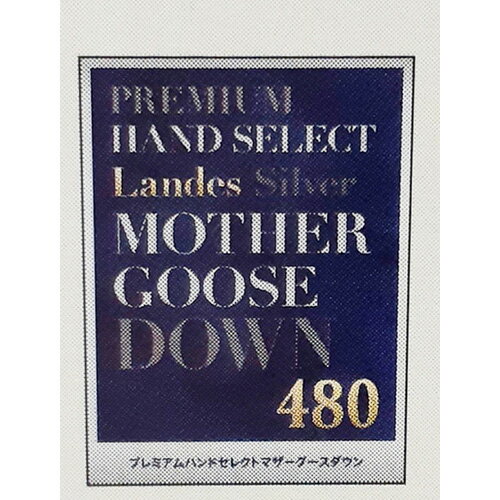 PREMIUM
HAND SELECT
Landes Silver
MOTHER
GOOSE
DOWN
480
プレミアムハンドセレクトマザーグースダウン